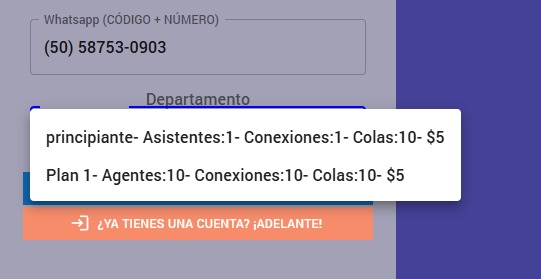 Whatsapp (CÓDIGO + NÚMERO)
(50) 58753-0903
Departamento
principiante- Asistentes:1- Conexiones:1- Colas:10- $5
Plan 1- Agentes:10- Conexiones:10- Colas:10- $5
¿YA TIENES UNA CUENTA? ¡ADELANTE!